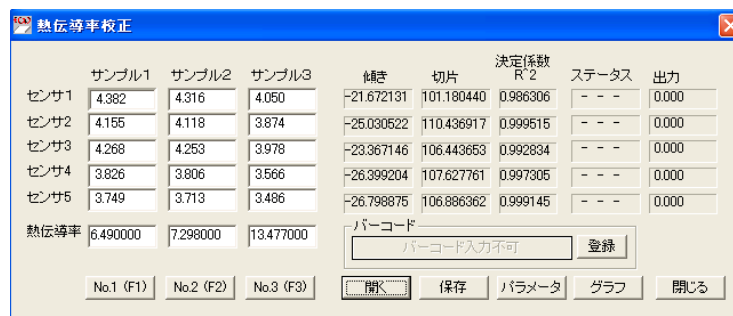 熱伝導率校正
サンプル1 サンプル2 サンプル3 傾き 切片 決定係数 R^2 ステータス 出力
センサ1 4.382 4.316 4.050 -21.672131 101.180440 0.986306 - - - 0.000
センサ2 4.155 4.118 3.874 -25.030522 110.436917 0.999515 - - - 0.000
センサ3 4.268 4.253 3.978 -23.367146 106.443653 0.992834 - - - 0.000
センサ4 3.826 3.806 3.566 -26.399204 107.627761 0.997305 - - - 0.000
センサ5 3.749 3.713 3.486 -26.798875 106.886362 0.999145 - - - 0.000
熱伝導率 6.490000 7.298000 13.477000
バーコード
バーコード入力不可 登録
No.1 (F1) No.2 (F2) No.3 (F3) 開く 保存 パラメータ グラフ 閉じる